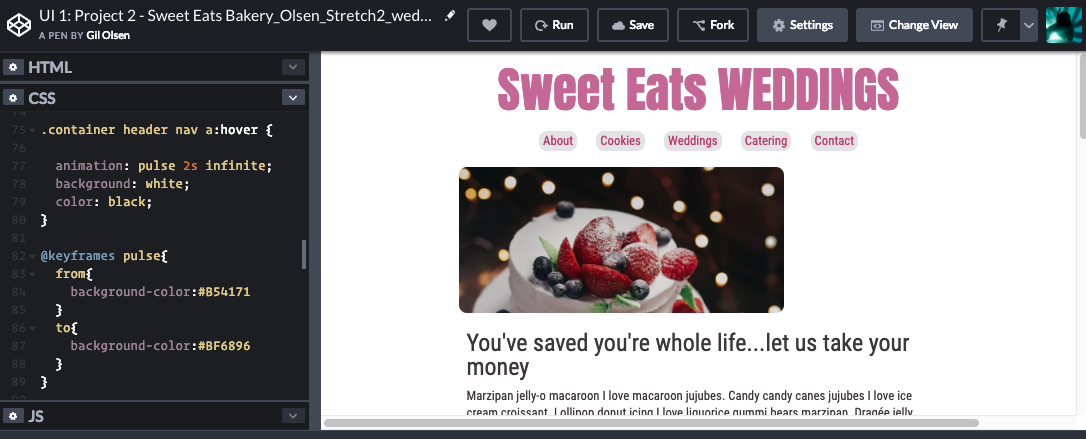 UI 1: Project 2 - Sweet Eats Bakery_Olsen_Stretch2_wed...
A PEN BY Gil Olsen
Run
Save
Fork
Settings
Change View
HTML
CSS
75 .container header nav a:hover {
76
77 animation: pulse 2s infinite;
78 background: white;
79 color: black;
80 }
81
82 @keyframes pulse{
83 from{
84 background-color:#B54171
85 }
86 to{
87 background-color:#BF6896
88 }
89 }
JS
Sweet Eats WEDDINGS
About Cookies Weddings Catering Contact
You've saved you're whole life...let us take your
money
Marzipan jelly-o macaroon I love macaroon jujubes. Candy candy canes jujubes I love ice
cream croissant. Lollipop donut icing I love liquorice gummi bears marzipan. Dragée jelly